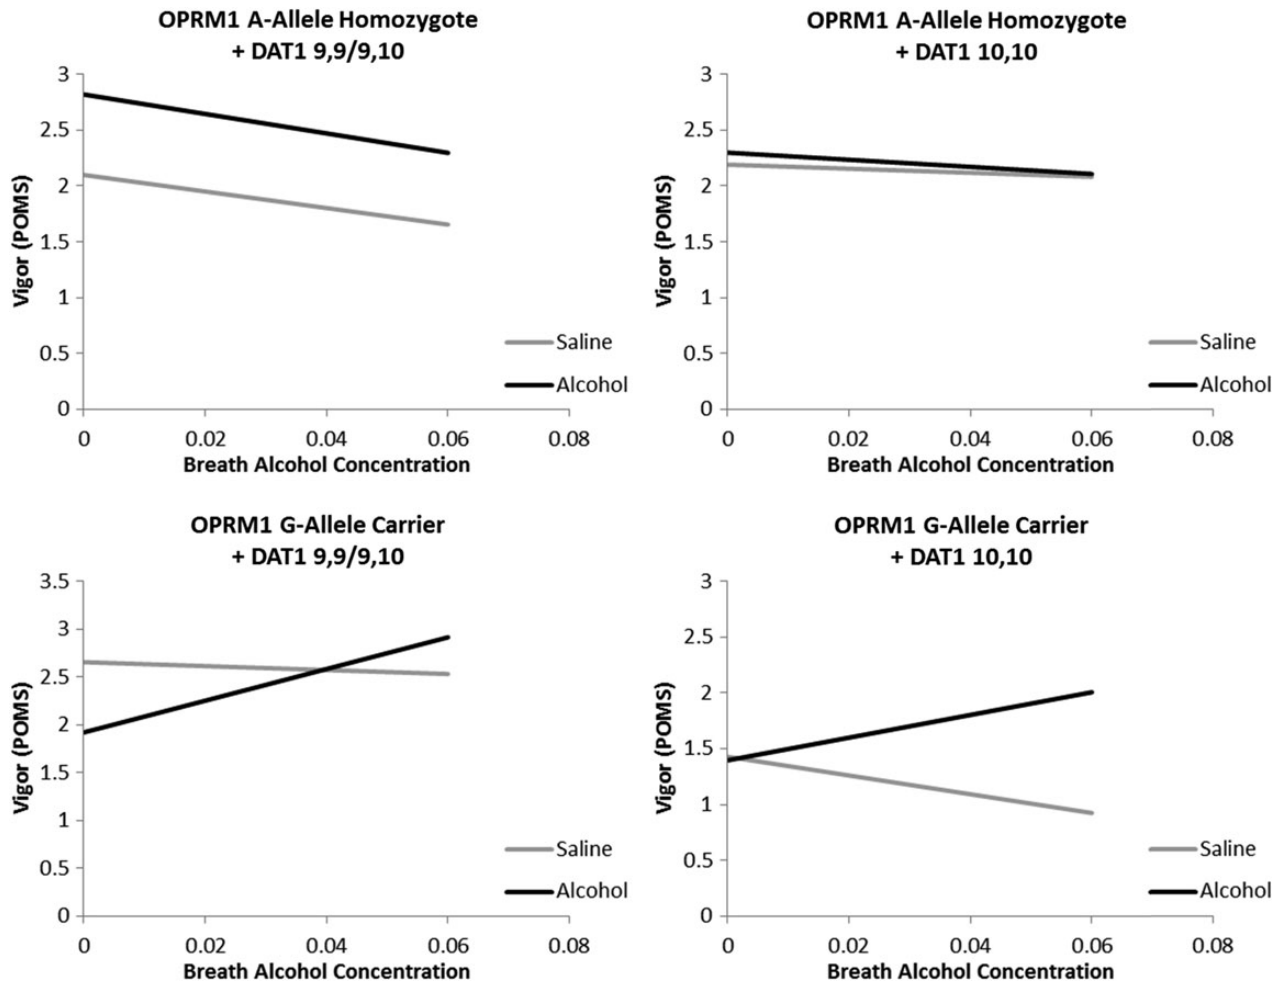 OPRM1 A-Allele Homozygote
+ DAT1 9,9/9,10
3
2.5
2
1.5
1
0.5
0
Vigor (POMS)
Saline
Alcohol
0 0.02 0.04 0.06 0.08
Breath Alcohol Concentration
OPRM1 A-Allele Homozygote
+ DAT1 10,10
3
2.5
2
1.5
1
0.5
0
Vigor (POMS)
Saline
Alcohol
0 0.02 0.04 0.06 0.08
Breath Alcohol Concentration
OPRM1 G-Allele Carrier
+ DAT1 9,9/9,10
3.5
3
2.5
2
1.5
1
0.5
0
Vigor (POMS)
Saline
Alcohol
0 0.02 0.04 0.06 0.08
Breath Alcohol Concentration
OPRM1 G-Allele Carrier
+ DAT1 10,10
3
2.5
2
1.5
1
0.5
0
Vigor (POMS)
Saline
Alcohol
0 0.02 0.04 0.06 0.08
Breath Alcohol Concentration